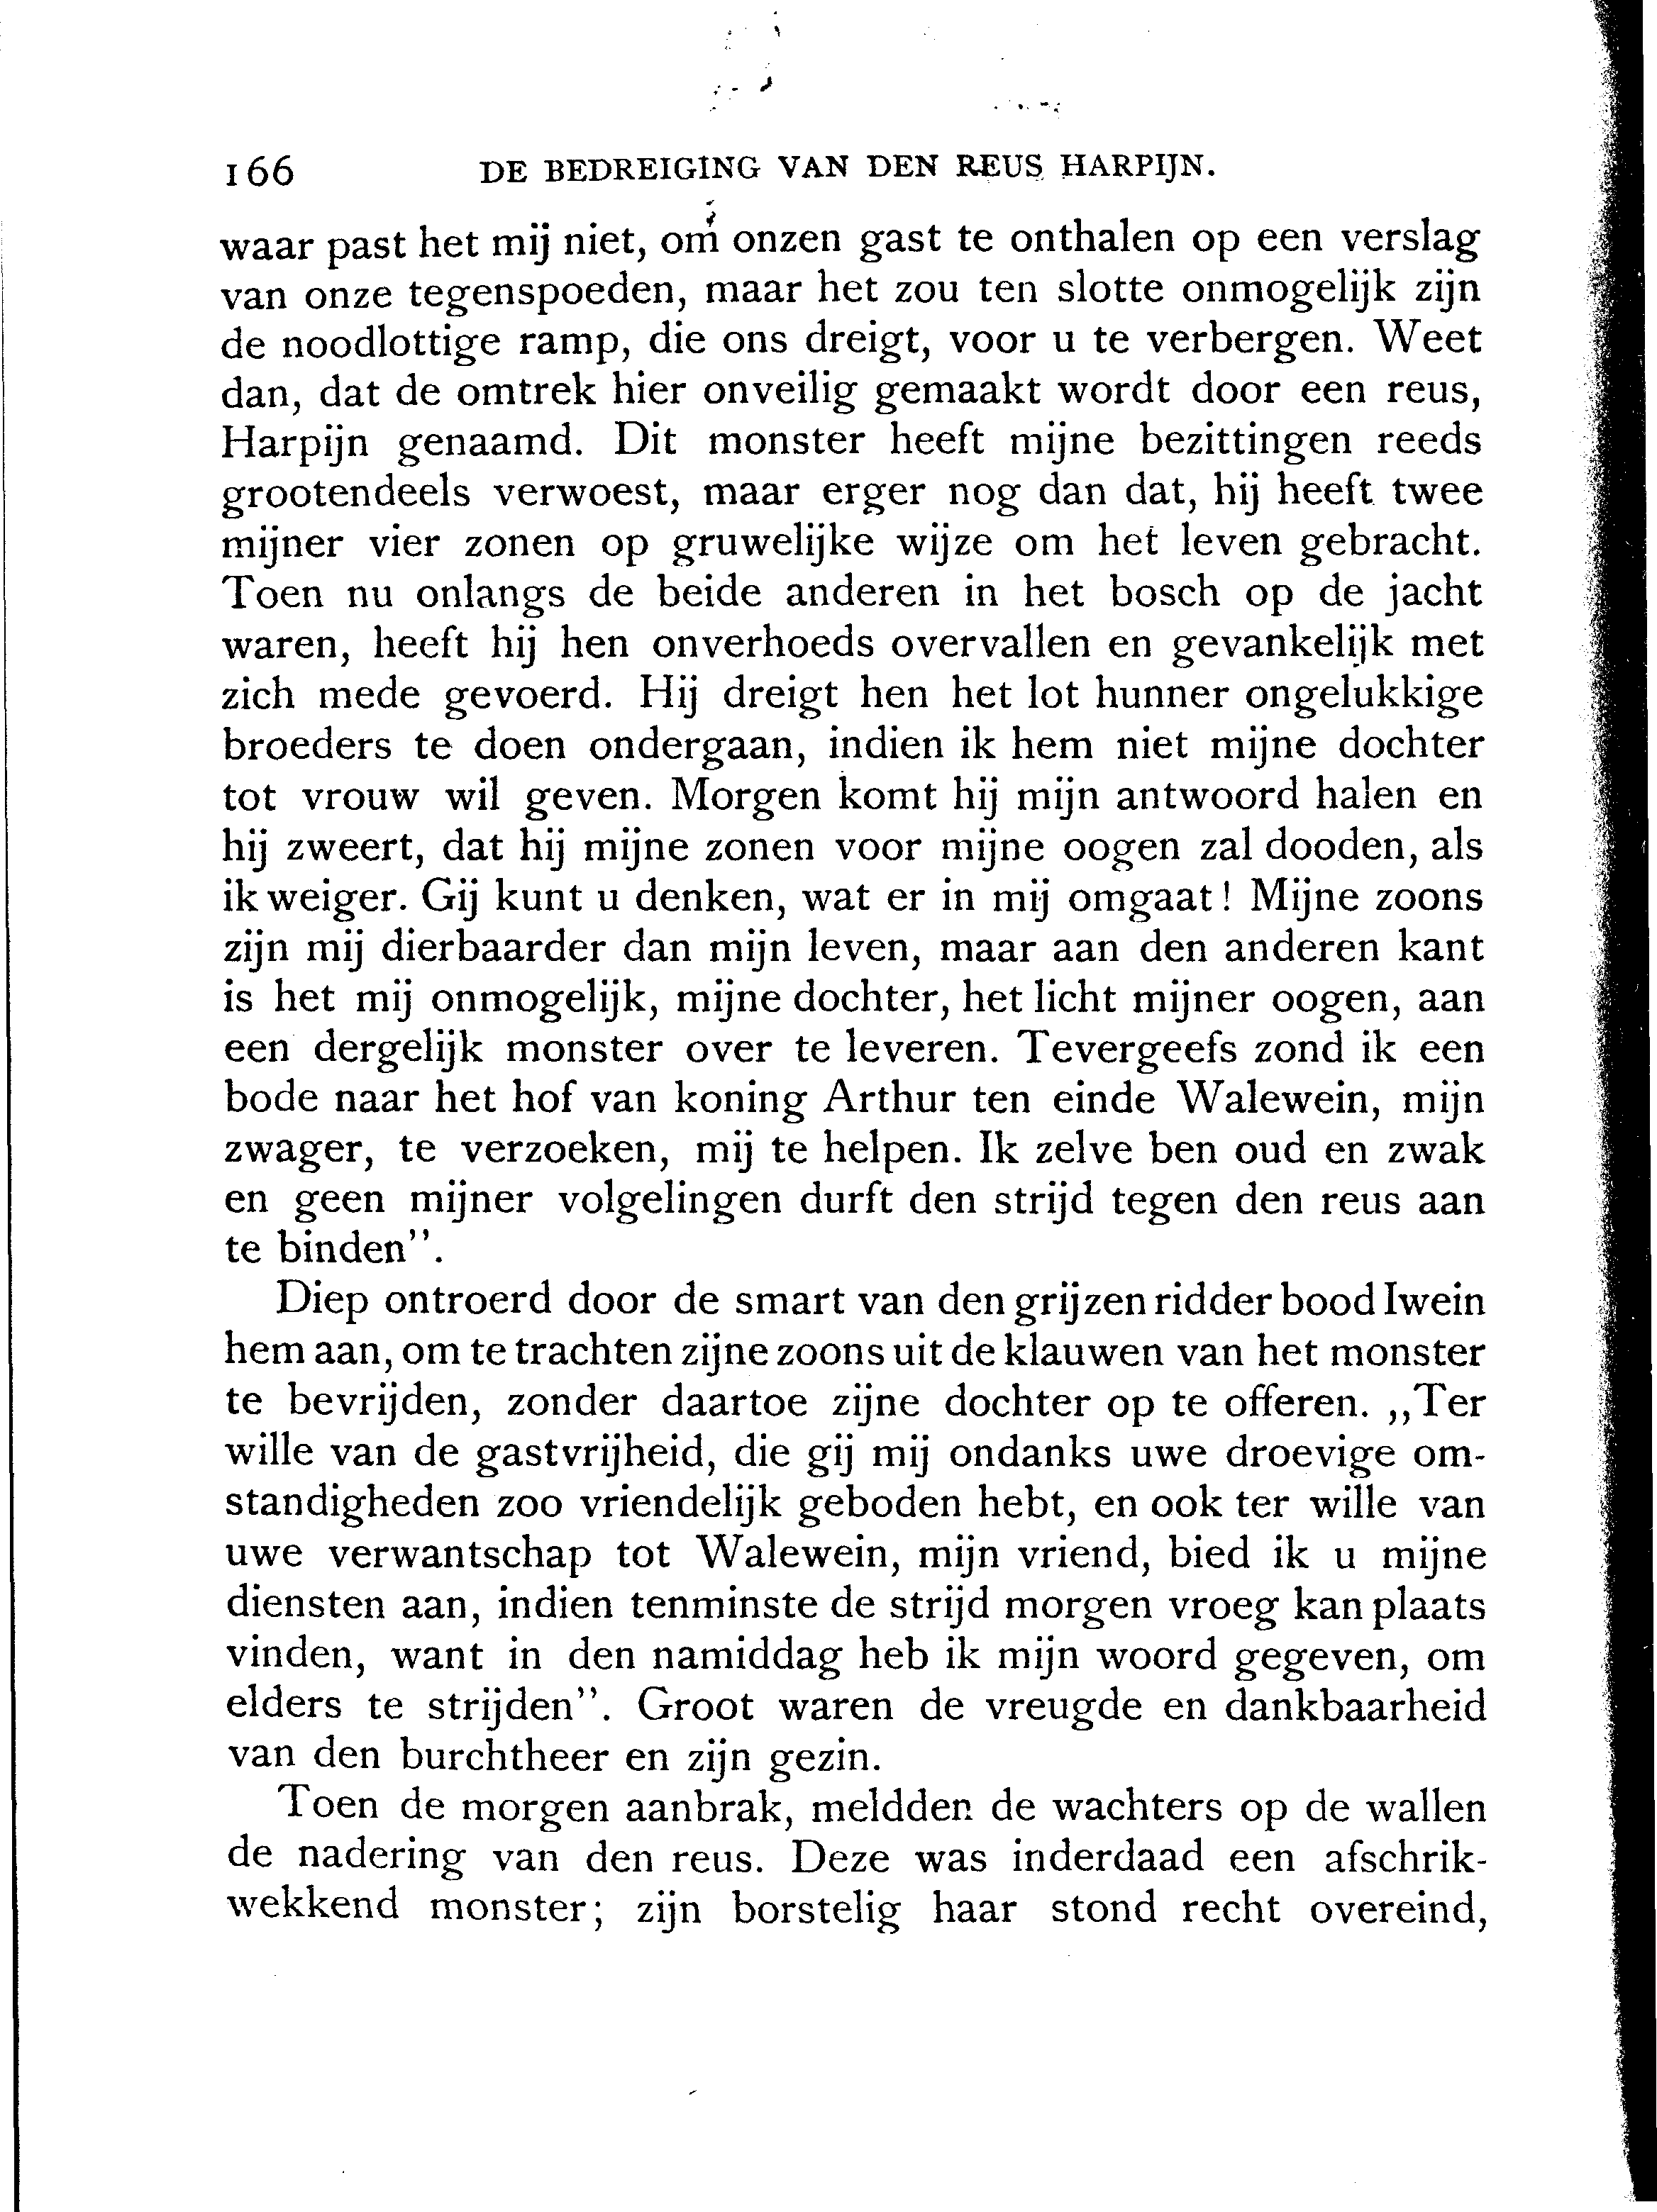 166 DE BEDREIGING VAN DEN REUS HARPIJN.
waar past het mij niet, om onzen gast te onthalen op een verslag
van onze tegenspoeden, maar het zou ten slotte onmogelijk zijn
de noodlottige ramp, die ons dreigt, voor u te verbergen. Weet
dan, dat de omtrek hier onveilig gemaakt wordt door een reus,
Harpijn genaamd. Dit monster heeft mijne bezittingen reeds
grootendeels verwoest, maar erger nog dan dat, hij heeft twee
mijner vier zonen op gruwelijke wijze om het leven gebracht.
Toen nu onlangs de beide anderen in het bosch op de jacht
waren, heeft hij hen onverhoeds overvallen en gevankelijk met
zich mede gevoerd. Hij dreigt hen het lot hunner ongelukkige
broeders te doen ondergaan, indien ik hem niet mijne dochter
tot vrouw wil geven. Morgen komt hij mijn antwoord halen en
hij zweert, dat hij mijne zonen voor mijne oogen zal dooden, als
ik weiger. Gij kunt u denken, wat er in mij omgaat! Mijne zoons
zijn mij dierbaarder dan mijn leven, maar aan den anderen kant
is het mij onmogelijk, mijne dochter, het licht mijner oogen, aan
een dergelijk monster over te leveren. Tevergeefs zond ik een
bode naar het hof van koning Arthur ten einde Walewein, mijn
zwager, te verzoeken, mij te helpen. Ik zelve ben oud en zwak
en geen mijner volgelingen durft den strijd tegen den reus aan
te binden”.
Diep ontroerd door de smart van den grijzen ridder bood Iwein
hem aan, om te trachten zijne zoons uit de klauwen van het monster
te bevrijden, zonder daartoe zijne dochter op te offeren. „Ter
wille van de gastvrijheid, die gij mij ondanks uwe droevige om-
standigheden zoo vriendelijk geboden hebt, en ook ter wille van
uwe verwantschap tot Walewein, mijn vriend, bied ik u mijne
diensten aan, indien tenminste de strijd morgen vroeg kan plaats
vinden, want in den namiddag heb ik mijn woord gegeven, om
elders te strijden”. Groot waren de vreugde en dankbaarheid
van den burchtheer en zijn gezin.
Toen de morgen aanbrak, meldden de wachters op de wallen
de nadering van den reus. Deze was inderdaad een afschrik-
wekkend monster; zijn borstelig haar stond recht overeind,